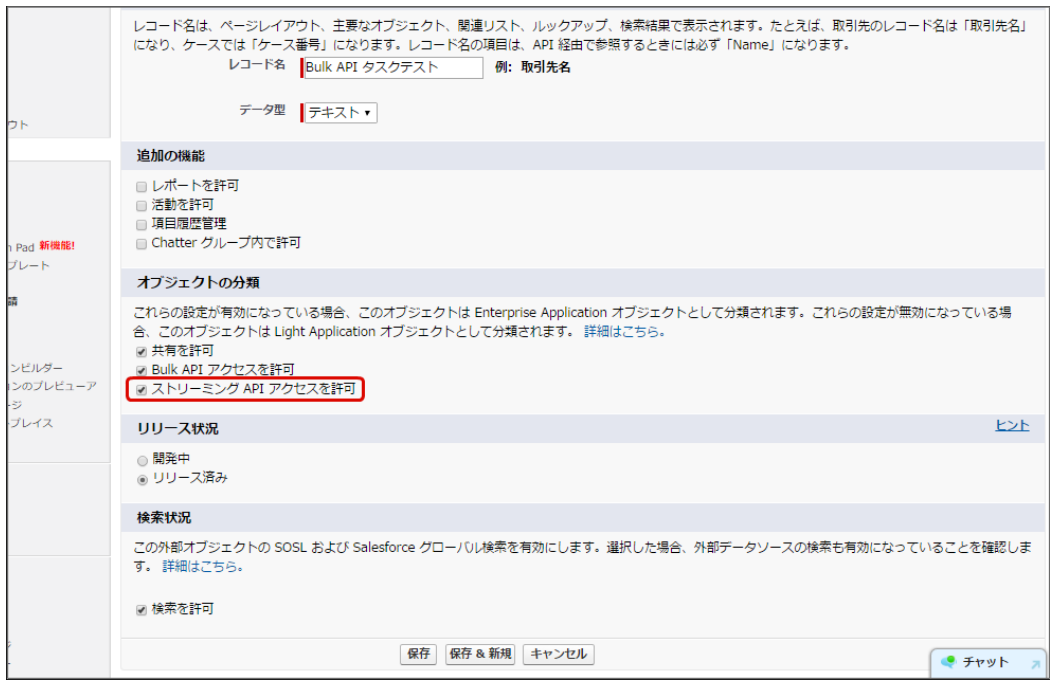 レコード名は、ページレイアウト、主要なオブジェクト、関連リスト、ルックアップ、検索結果で表示されます。たとえば、取引先のレコード名は「取引先名」
になり、ケースでは「ケース番号」になります。レコード名の項目は、API 経由で参照するときには必ず「Name」になります。
レコード名 Bulk API タスクテスト 例: 取引先名
データ型 テキスト
ウト
追加の機能
レポートを許可
活動を許可
項目履歴管理
Chatter グループ内で許可
n Pad 新機能!
プレート
オブジェクトの分類
請
これらの設定が有効になっている場合、このオブジェクトは Enterprise Application オブジェクトとして分類されます。これらの設定が無効になっている場
合、このオブジェクトは Light Application オブジェクトとして分類されます。 詳細はこちら。
共有を許可
ンビルダー
Bulk API アクセスを許可
ョンのプレビューア
ストリーミング API アクセスを許可
ージ
プレイス
リリース状況 ヒント
開発中
リリース済み
検索状況
この外部オブジェクトの SOSL および Salesforce グローバル検索を有効にします。選択した場合、外部データソースの検索も有効になっていることを確認しま
す。 詳細はこちら。
検索を許可
保存 保存 & 新規 キャンセル
チャット